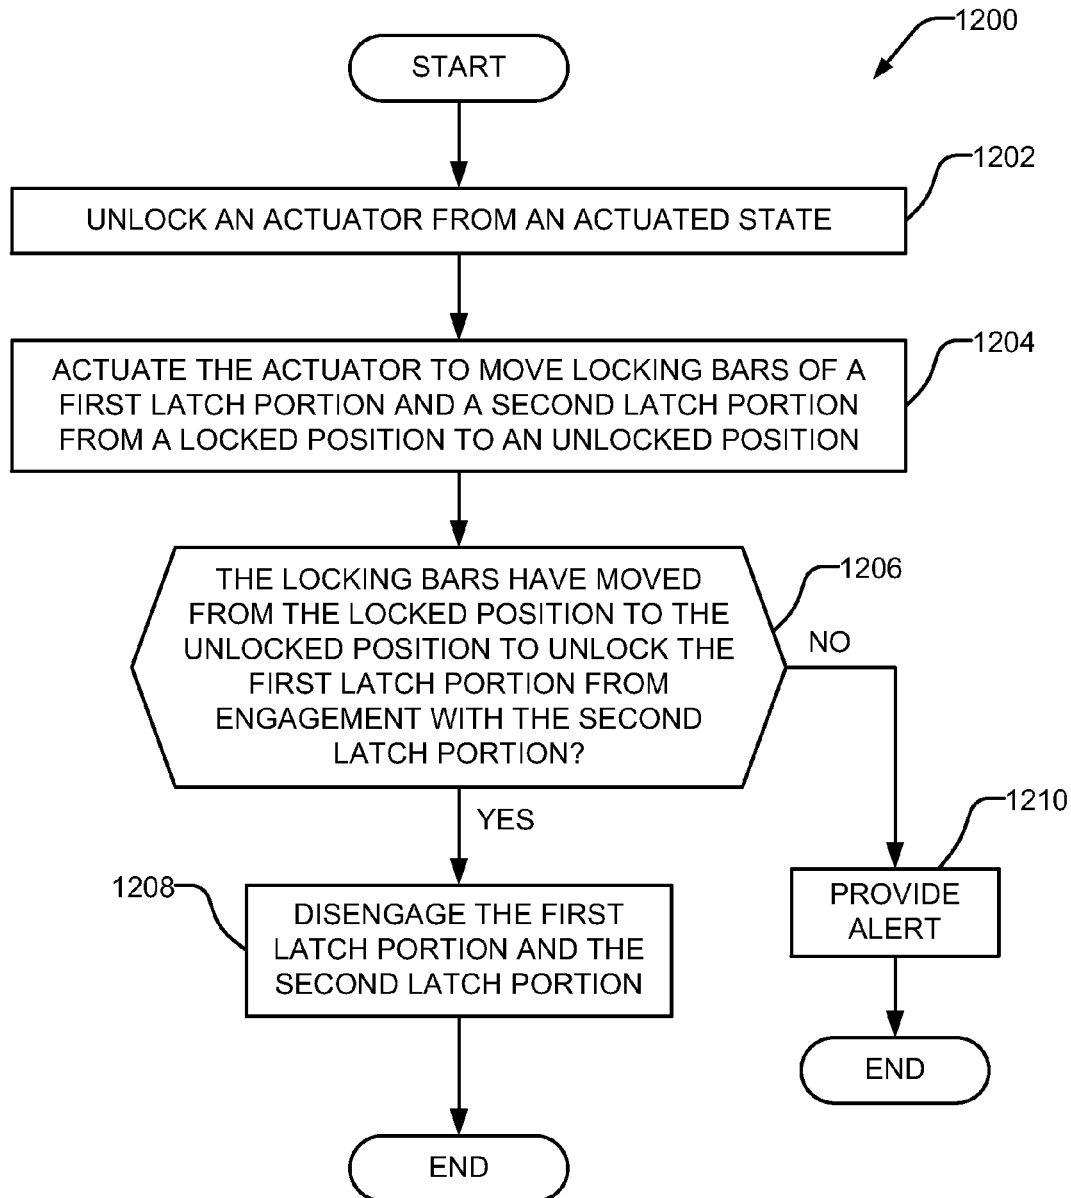 1200
START
1202
UNLOCK AN ACTUATOR FROM AN ACTUATED STATE
1204
ACTUATE THE ACTUATOR TO MOVE LOCKING BARS OF A
FIRST LATCH PORTION AND A SECOND LATCH PORTION
FROM A LOCKED POSITION TO AN UNLOCKED POSITION
1206
THE LOCKING BARS HAVE MOVED
FROM THE LOCKED POSITION TO THE
UNLOCKED POSITION TO UNLOCK THE
FIRST LATCH PORTION FROM
ENGAGEMENT WITH THE SECOND
LATCH PORTION?
NO
YES
1210
1208
DISENGAGE THE FIRST
LATCH PORTION AND THE
SECOND LATCH PORTION
PROVIDE
ALERT
END
END